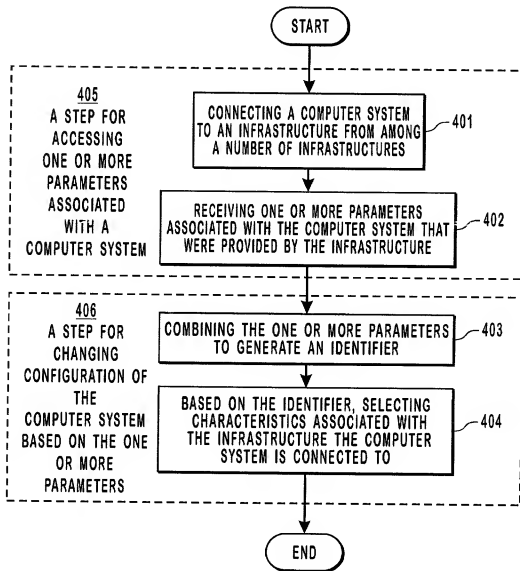 START
405
A STEP FOR
ACCESSING
ONE OR MORE
PARAMETERS
ASSOCIATED
WITH A
COMPUTER SYSTEM
CONNECTING A COMPUTER SYSTEM
TO AN INFRASTRUCTURE FROM AMONG
A NUMBER OF INFRASTRUCTURES
401
RECEIVING ONE OR MORE PARAMETERS
ASSOCIATED WITH THE COMPUTER SYSTEM THAT
WERE PROVIDED BY THE INFRASTRUCTURE
402
406
A STEP FOR
CHANGING
CONFIGURATION OF
THE
COMPUTER SYSTEM
BASED ON THE ONE
OR MORE
PARAMETERS
COMBINING THE ONE OR MORE PARAMETERS
TO GENERATE AN IDENTIFIER
403
BASED ON THE IDENTIFIER, SELECTING
CHARACTERISTICS ASSOCIATED WITH
THE INFRASTRUCTURE THE COMPUTER
SYSTEM IS CONNECTED TO
404
END